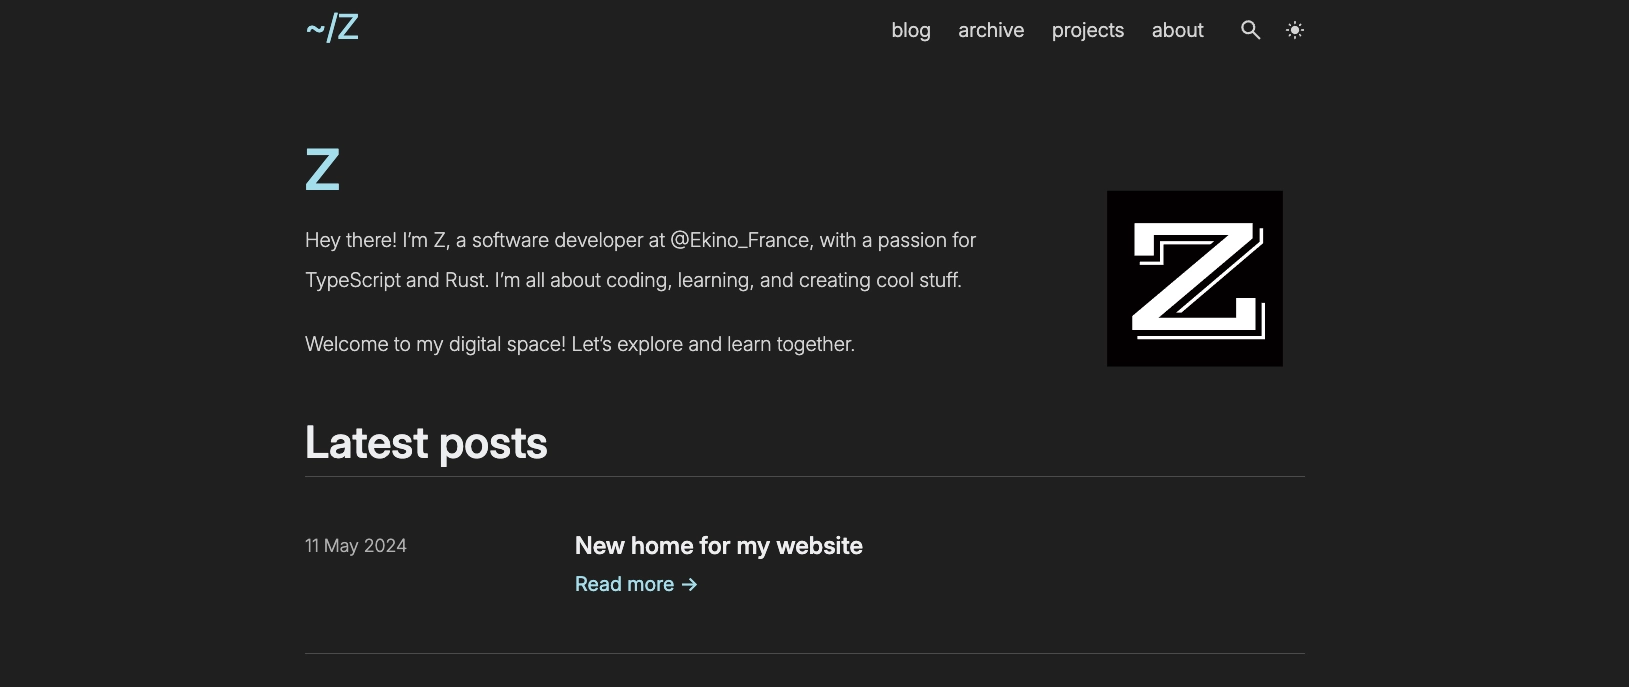 ~/Z
blog archive projects about
Z
Hey there! I’m Z, a software developer at @Ekino_France, with a passion for
TypeScript and Rust. I’m all about coding, learning, and creating cool stuff.
Welcome to my digital space! Let’s explore and learn together.
Z
Latest posts
11 May 2024 New home for my website
Read more →